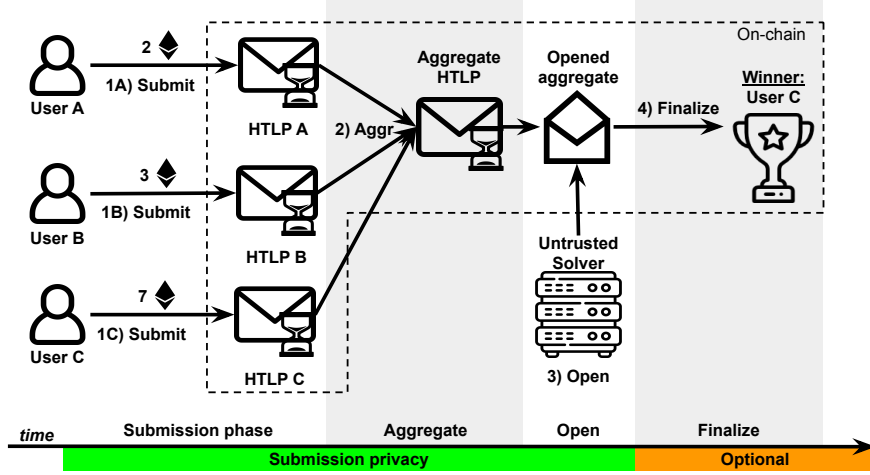 On-chain
2
1A) Submit
User A
HTLP A
2) Aggr
Aggregate
HTLP
Opened
aggregate
4) Finalize
Winner:
User C
3
1B) Submit
User B
HTLP B
7
1C) Submit
User C
HTLP C
Untrusted
Solver
3) Open
time
Submission phase
Aggregate
Open
Finalize
Submission privacy
Optional